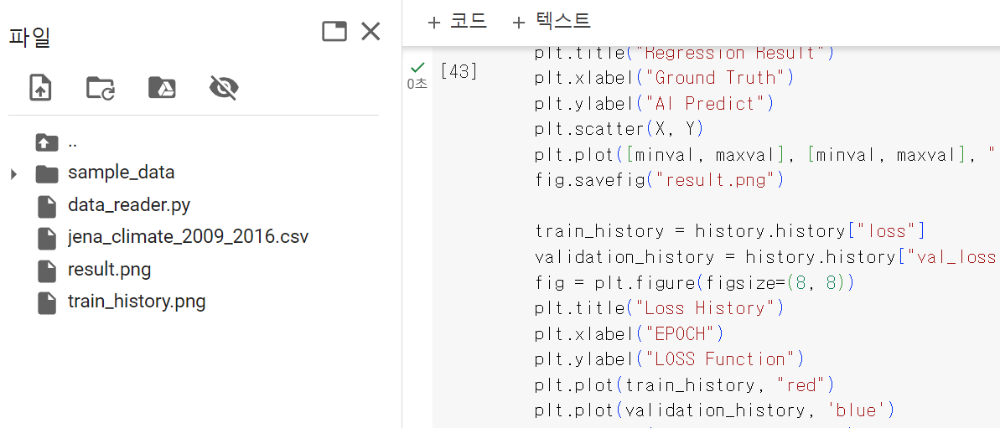 파일
..
sample_data
data_reader.py
jena_climate_2009_2016.csv
result.png
train_history.png
+ 코드 + 텍스트
0초
[43]
plt.title("Regression Result")
plt.xlabel("Ground Truth")
plt.ylabel("AI Predict")
plt.scatter(X, Y)
plt.plot([minval, maxval], [minval, maxval], "
fig.savefig("result.png")
train_history = history.history["loss"]
validation_history = history.history["val_loss
fig = plt.figure(figsize=(8, 8))
plt.title("Loss History")
plt.xlabel("EPOCH")
plt.ylabel("LOSS Function")
plt.plot(train_history, "red")
plt.plot(validation_history, 'blue')